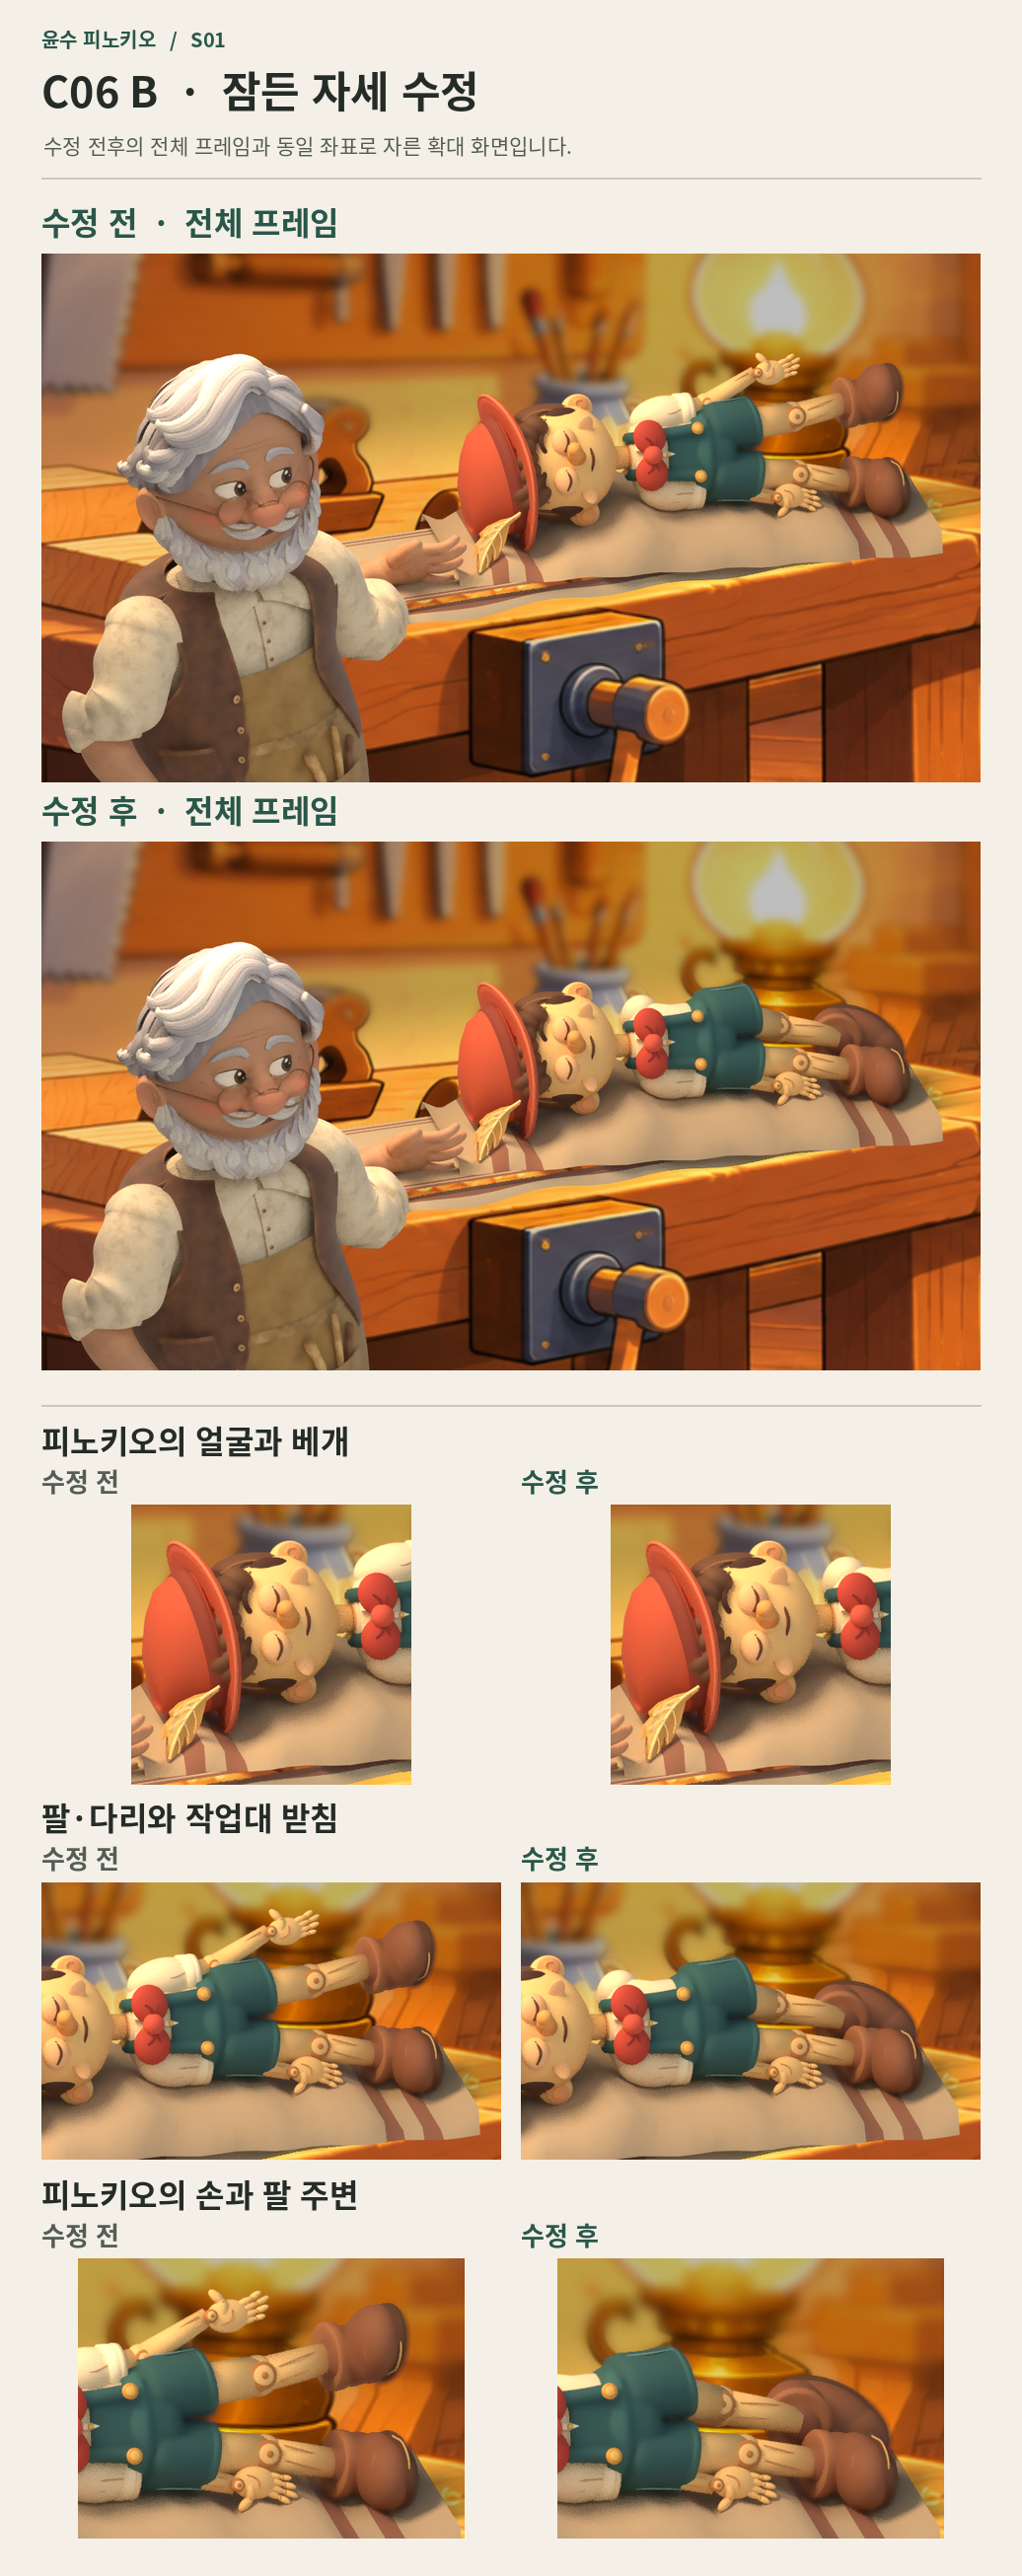 윤수 피노키오 / S01
C06 B · 잠든 자세 수정
수정 전후의 전체 프레임과 동일 좌표로 자른 확대 화면입니다.
수정 전 · 전체 프레임
수정 후 · 전체 프레임
피노키오의 얼굴과 베개
수정 전
수정 후
팔·다리와 작업대 받침
수정 전
수정 후
피노키오의 손과 팔 주변
수정 전
수정 후